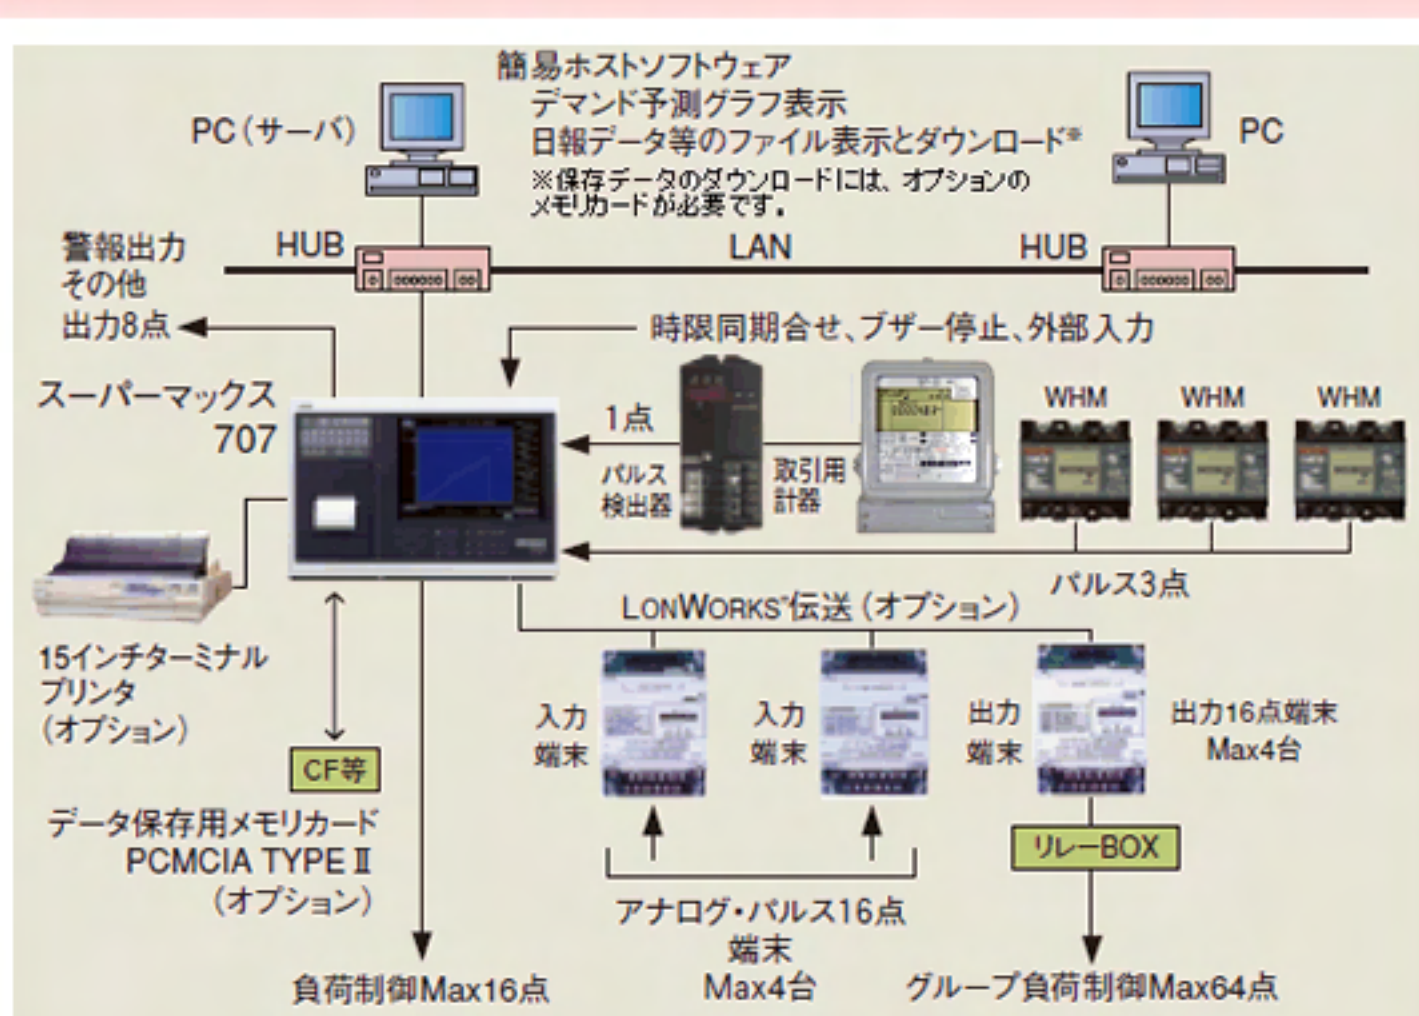 簡易ホストソフトウェア
デマンド予測グラフ表示
日報データ等のファイル表示とダウンロード※
※保存データのダウンロードには、オプションの
メモリカードが必要です。
PC（サーバ）
PC
HUB
LAN
HUB
警報出力
その他
出力8点
時限同期合せ、ブザー停止、外部入力
スーパーマックス
707
1点
パルス
検出器
取引用
計器
WHM
WHM
WHM
パルス3点
LONWORKS®伝送（オプション）
15インチターミナル
プリンタ
（オプション）
入力
端末
入力
端末
出力
端末
出力16点端末
Max4台
CF等
データ保存用メモリカード
PCMCIA TYPE Ⅱ
（オプション）
リレーBOX
アナログ・パルス16点
端末
Max4台
負荷制御Max16点
グループ負荷制御Max64点